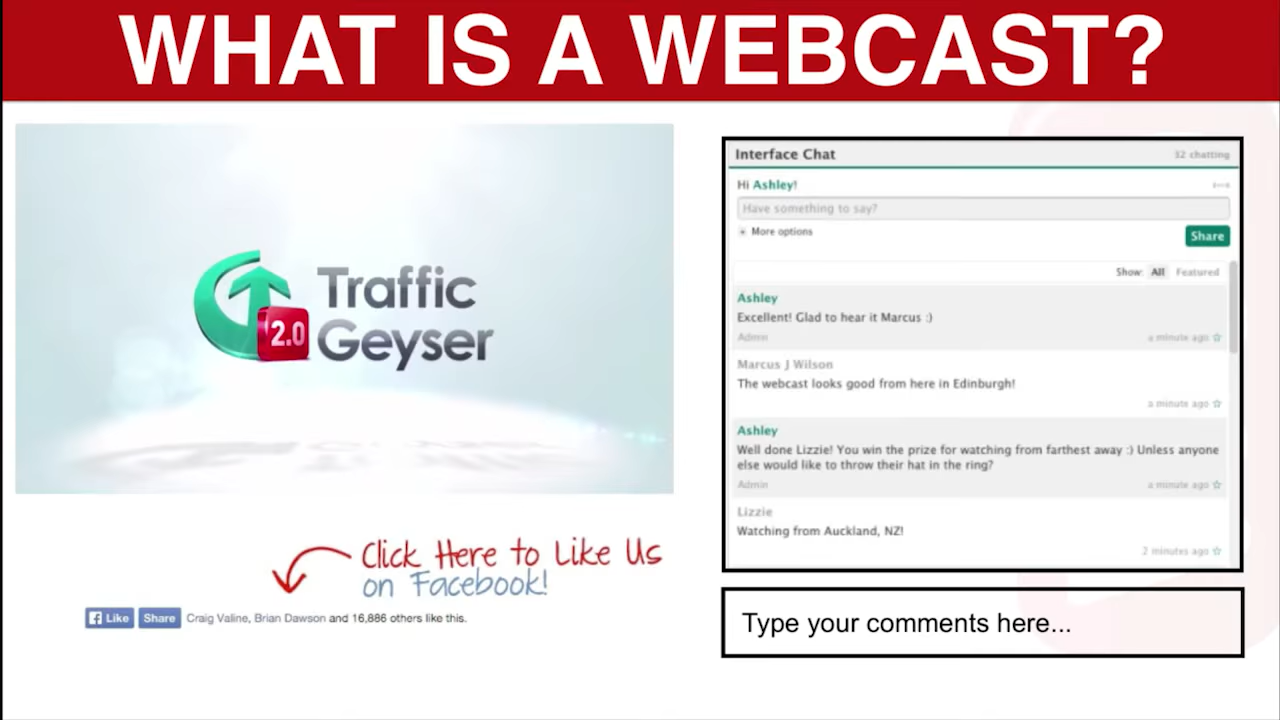 WHAT IS A WEBCAST?
Traffic
Geyser
2.0
Click Here to Like Us
on Facebook!
Like Share Craig Valine, Brian Dawson and 16,886 others like this.
Interface Chat 32 chatting
Hi Ashley!
Have something to say?
More options
Share
Show: All Featured
Ashley
Excellent! Glad to hear it Marcus :)
Admin a minute ago
Marcus J Wilson
The webcast looks good from here in Edinburgh!
a minute ago
Ashley
Well done Lizzie! You win the prize for watching from farthest away :) Unless anyone
else would like to throw their hat in the ring?
Admin a minute ago
Lizzie
Watching from Auckland, NZ!
2 minutes ago
Type your comments here...